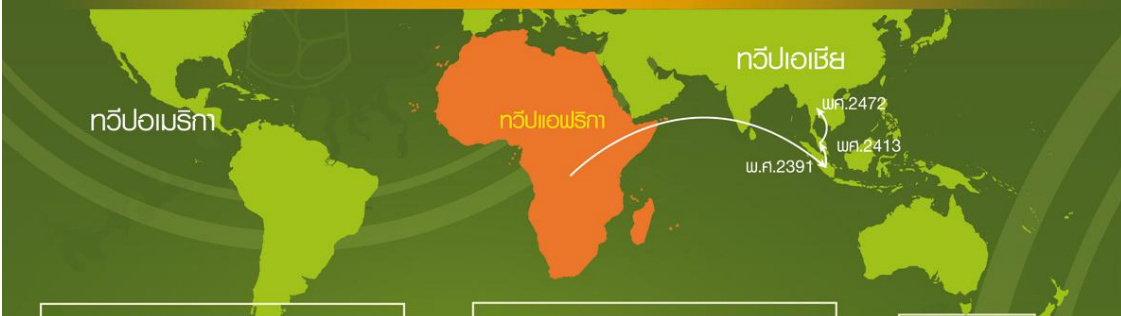 ทวีปเอเชีย
พศ.2472
ทวีปอเมริกา
ทวีปแอฟริกา
พศ.2413
พ.ศ.2391